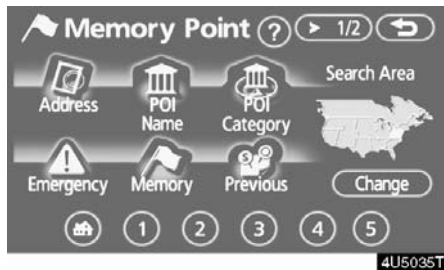 Memory Point ? > 1/2
Search Area
Address POI Name POI Category
Emergency Memory Previous Change
1 2 3 4 5
4U5035T